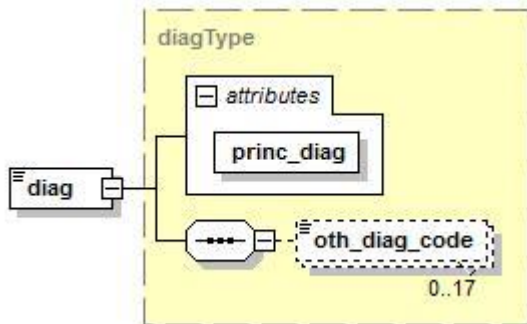 diagType
attributes
princ_diag
diag
oth_diag_code
0..17